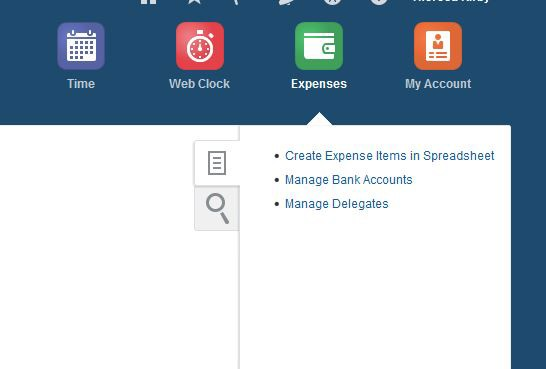 Time
Web Clock
Expenses
My Account
Create Expense Items in Spreadsheet
Manage Bank Accounts
Manage Delegates